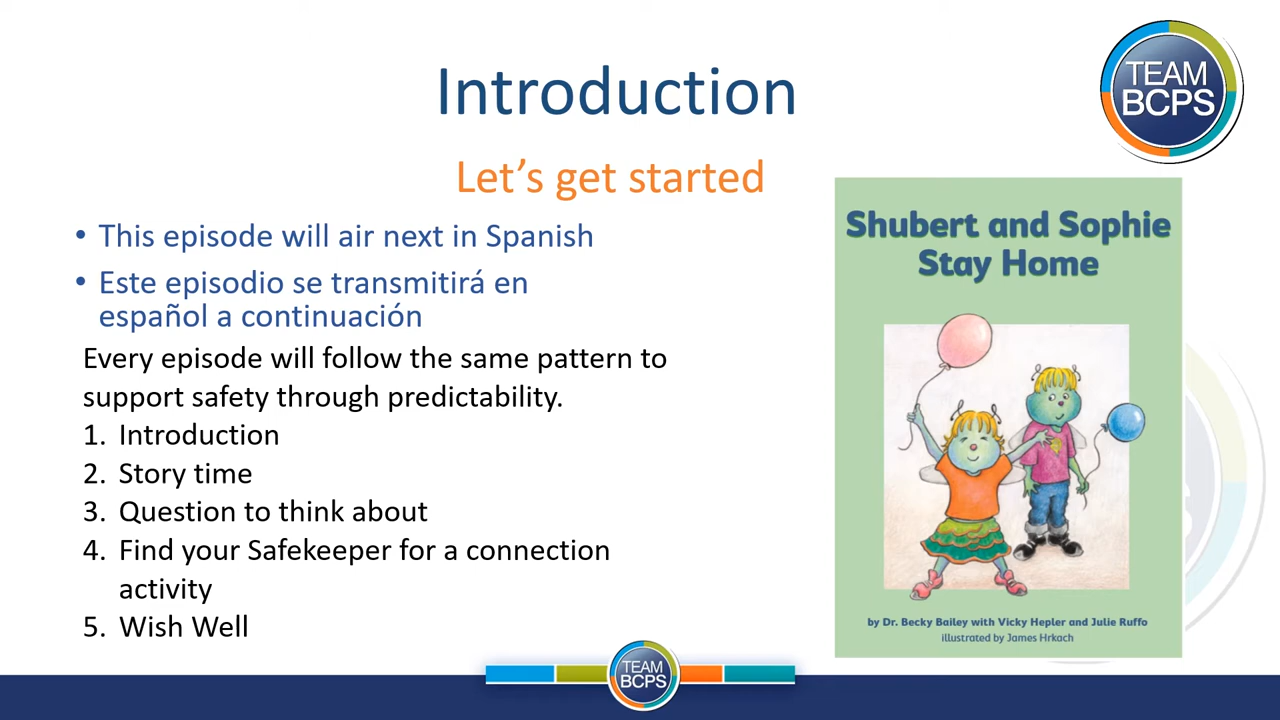 Introduction
Let's get started
TEAM
BCPS
• This episode will air next in Spanish
• Este episodio se transmitirá en
español a continuación
Every episode will follow the same pattern to
support safety through predictability.
1. Introduction
2. Story time
3. Question to think about
4. Find your Safekeeper for a connection
activity
5. Wish Well
Shubert and Sophie
Stay Home
by Dr. Becky Bailey with Vicky Hepler and Julie Ruffo
illustrated by James Hrkach
TEAM
BCPS